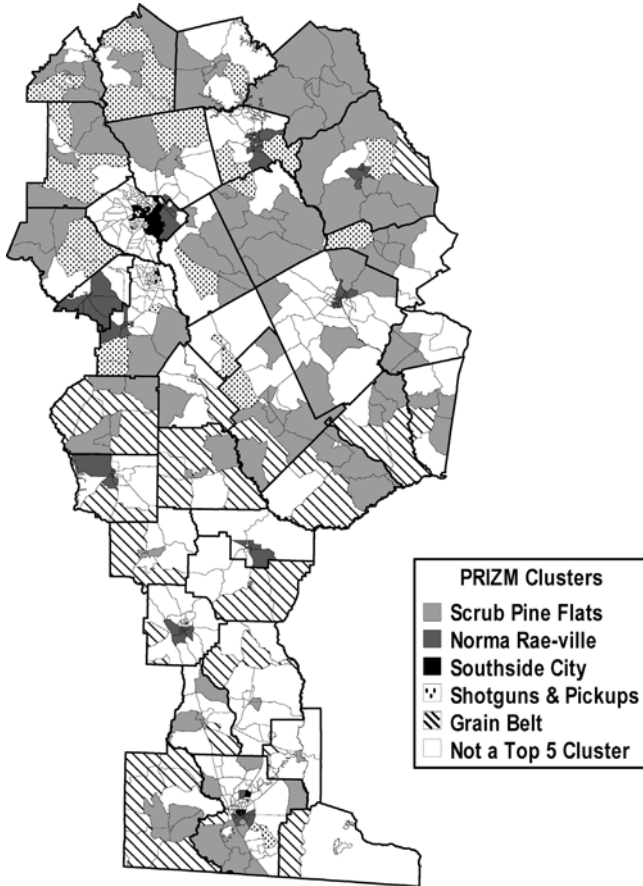 PRIZM Clusters
Scrub Pine Flats
Norma Rae-ville
Southside City
Shotguns & Pickups
Grain Belt
Not a Top 5 Cluster